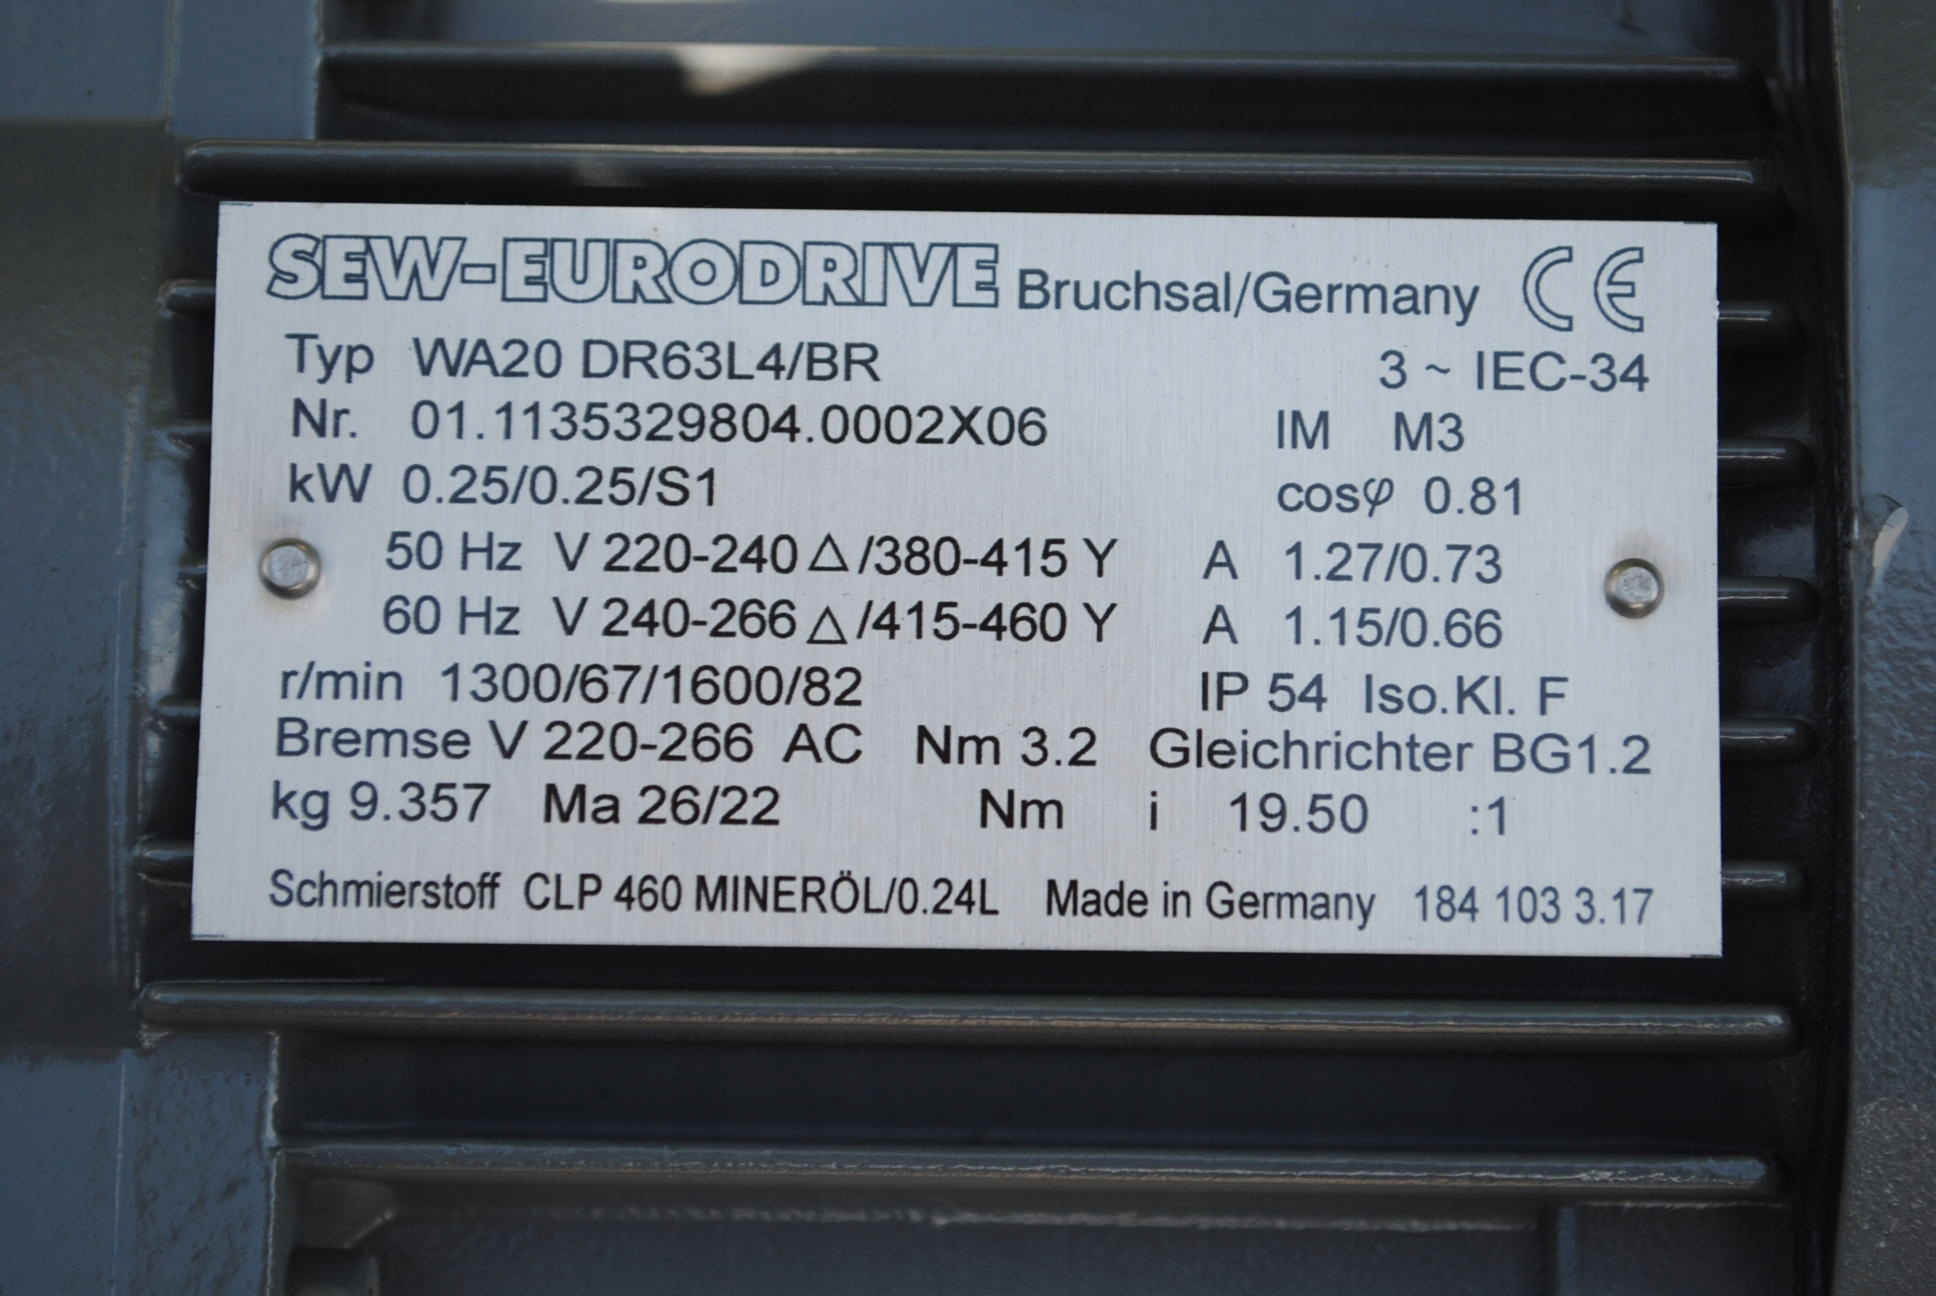 SEW-EURODRIVE Bruchsal/Germany CE
Typ WA20 DR63L4/BR 3 ~ IEC-34
Nr. 01.1135329804.0002X06 IM M3
kW 0.25/0.25/S1 cosφ 0.81
50 Hz V 220-240 △/380-415 Y A 1.27/0.73
60 Hz V 240-266 △/415-460 Y A 1.15/0.66
r/min 1300/67/1600/82 IP 54 Iso.Kl. F
Bremse V 220-266 AC Nm 3.2 Gleichrichter BG1.2
kg 9.357 Ma 26/22 Nm i 19.50 :1
Schmierstoff CLP 460 MINERÖL/0.24L Made in Germany 184 103 3.17